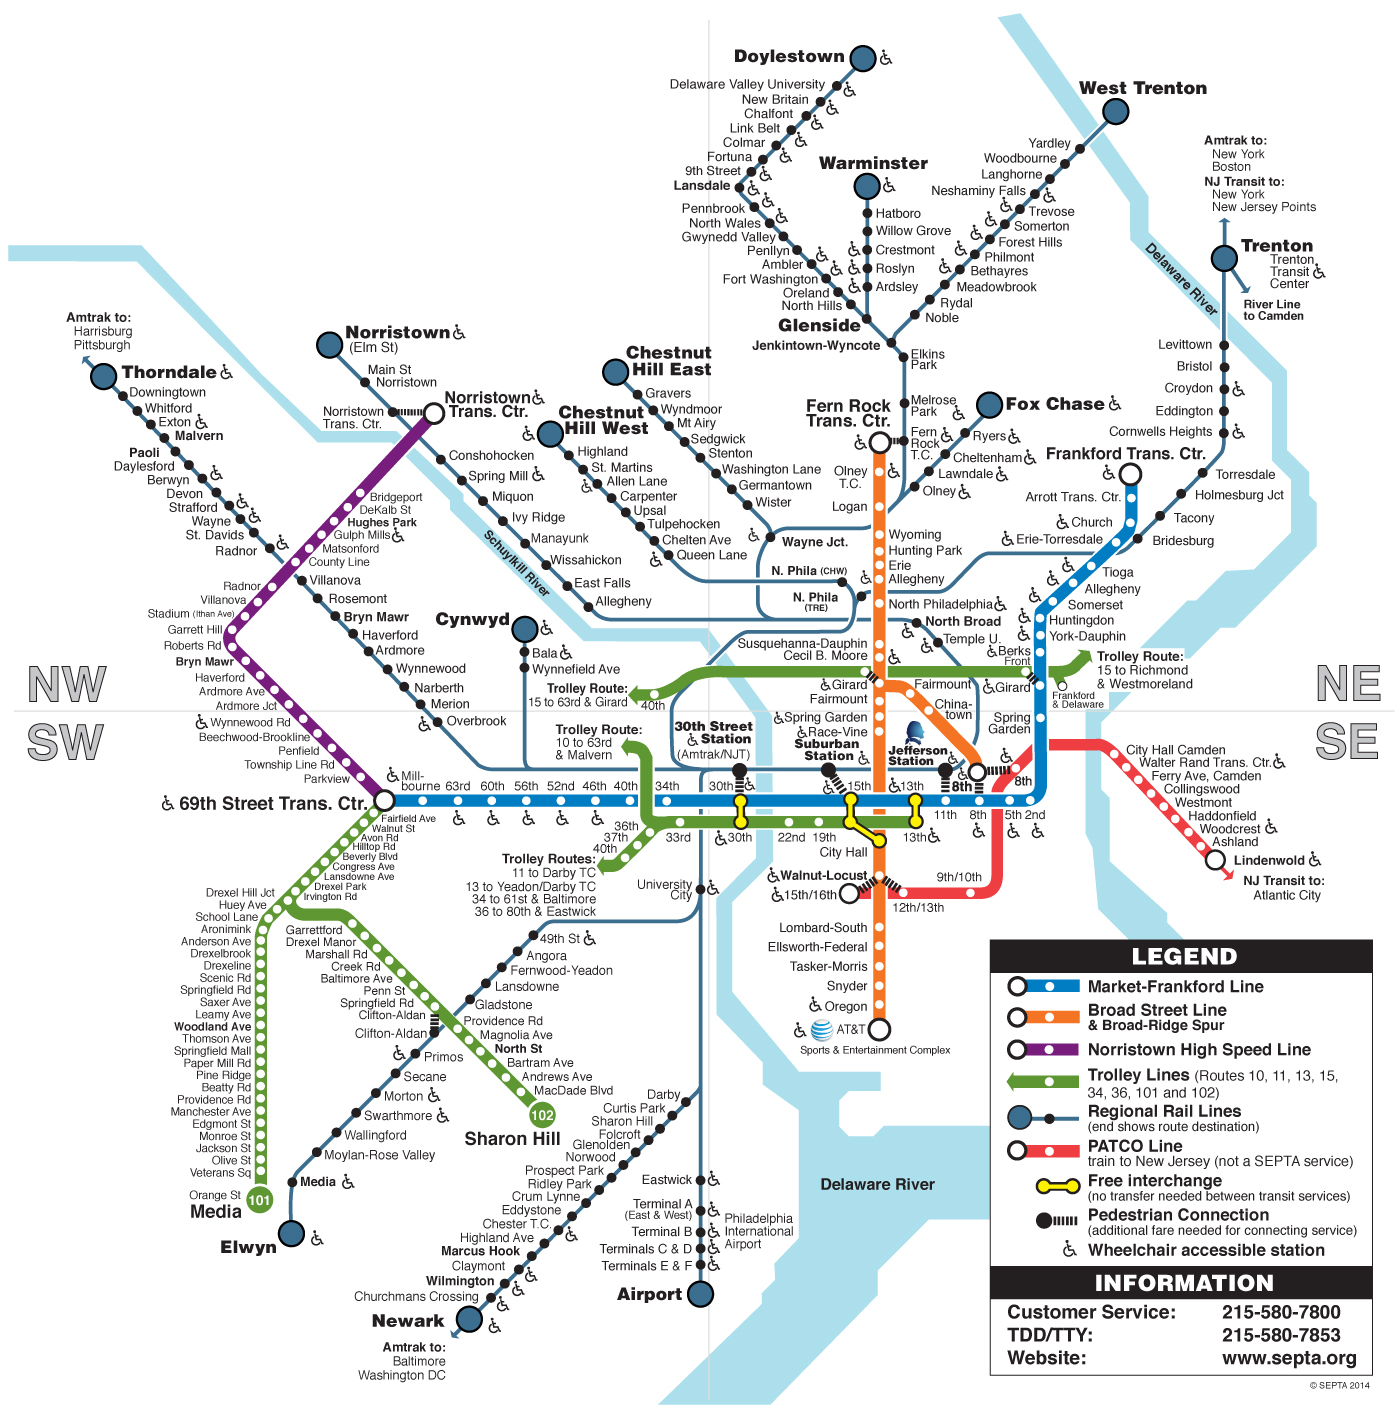 Doylestown
Delaware Valley University
New Britain
Chalfont
Link Belt
Colmar
Fortuna
9th Street
Lansdale
Pennbrook
North Wales
Gwynedd Valley
Penllyn
Ambler
Fort Washington
Oreland
North Hills
Glenside
Jenkintown-Wyncote
Warminster
Hatboro
Willow Grove
Crestmont
Roslyn
Ardsley
West Trenton
Yardley
Woodbourne
Langhorne
Neshaminy Falls
Trevose
Somerton
Forest Hills
Philmont
Bethayres
Meadowbrook
Rydal
Noble
Elkins
Park
Melrose
Park
Fern
Rock
T.C.
Amtrak to:
New York
Boston
NJ Transit to:
New York
New Jersey Points
Trenton
Trenton
Transit
Center
River Line
to Camden
Delaware River
Levittown
Bristol
Croydon
Eddington
Cornwells Heights
Torresdale
Holmesburg Jct
Tacony
Bridesburg
Fox Chase
Ryers
Cheltenham
Lawndale
Olney
Amtrak to:
Harrisburg
Pittsburgh
Thorndale
Downingtown
Whitford
Exton
Malvern
Paoli
Daylesford
Berwyn
Devon
Strafford
Wayne
St. Davids
Radnor
Villanova
Rosemont
Bryn Mawr
Haverford
Ardmore
Wynnewood
Narberth
Merion
Overbrook
Norristown
(Elm St)
Main St
Norristown
Norristown
Trans. Ctr.
Norristown
Trans. Ctr.
Conshohocken
Spring Mill
Miquon
Ivy Ridge
Manayunk
Wissahickon
East Falls
Allegheny
Schuylkill River
Bridgeport
DeKalb St
Hughes Park
Gulph Mills
Matsonford
County Line
Radnor
Villanova
Stadium (Ithan Ave)
Garrett Hill
Roberts Rd
Bryn Mawr
Haverford
Ardmore Ave
Ardmore Jct
Wynnewood Rd
Beechwood-Brookline
Penfield
Township Line Rd
Parkview
Chestnut
Hill East
Gravers
Wyndmoor
Mt Airy
Sedgwick
Stenton
Washington Lane
Germantown
Wister
Wayne Jct.
Chestnut
Hill West
Highland
St. Martins
Allen Lane
Carpenter
Upsal
Tulpehocken
Chelten Ave
Queen Lane
N. Phila (CHW)
N. Phila
(TRE)
Cynwyd
Bala
Wynnefield Ave
Fern Rock
Trans. Ctr.
Olney
T.C.
Logan
Wyoming
Hunting Park
Erie
Allegheny
North Philadelphia
North Broad
Temple U.
Susquehanna-Dauphin
Cecil B. Moore
Girard
Fairmount
Spring Garden
Race-Vine
Fairmount
China-
town
Frankford Trans. Ctr.
Arrott Trans. Ctr.
Church
Erie-Torresdale
Tioga
Allegheny
Somerset
Huntingdon
York-Dauphin
Berks
Front
Girard
Spring
Garden
Frankford
& Delaware
Trolley Route:
15 to Richmond
& Westmoreland
Trolley Route:
15 to 63rd & Girard
40th
Trolley Route:
10 to 63rd
& Malvern
NW
SW
NE
SE
30th Street
Station
(Amtrak/NJT)
Suburban
Station
Jefferson
Station
69th Street Trans. Ctr.
Mill-
bourne
63rd
60th
56th
52nd
46th
40th
34th
30th
15th
13th
11th
8th
8th
8th
5th
2nd
36th
37th
40th
33rd
30th
22nd
19th
13th
City Hall
Trolley Routes:
11 to Darby TC
13 to Yeadon/Darby TC
34 to 61st & Baltimore
36 to 80th & Eastwick
University
City
Walnut-Locust
15th/16th
12th/13th
9th/10th
Lombard-South
Ellsworth-Federal
Tasker-Morris
Snyder
Oregon
AT&T
Sports & Entertainment Complex
City Hall Camden
Walter Rand Trans. Ctr.
Ferry Ave, Camden
Collingswood
Westmont
Haddonfield
Woodcrest
Ashland
Lindenwold
NJ Transit to:
Atlantic City
Fairfield Ave
Walnut St
Avon Rd
Hilltop Rd
Beverly Blvd
Congress Ave
Lansdowne Ave
Drexel Park
Irvington Rd
Drexel Hill Jct
Huey Ave
School Lane
Aronimink
Anderson Ave
Drexelbrook
Drexeline
Scenic Rd
Springfield Rd
Saxer Ave
Leamy Ave
Woodland Ave
Thomson Ave
Springfield Mall
Paper Mill Rd
Pine Ridge
Beatty Rd
Providence Rd
Manchester Ave
Edgmont St
Monroe St
Jackson St
Olive St
Veterans Sq
Orange St
Media
101
Garrettford
Drexel Manor
Marshall Rd
Creek Rd
Baltimore Ave
Penn St
Springfield Rd
Clifton-Aldan
Clifton-Aldan
Providence Rd
Magnolia Ave
North St
Bartram Ave
Andrews Ave
MacDade Blvd
102
Sharon Hill
49th St
Angora
Fernwood-Yeadon
Lansdowne
Gladstone
Primos
Secane
Morton
Swarthmore
Wallingford
Moylan-Rose Valley
Media
Elwyn
Darby
Curtis Park
Sharon Hill
Folcroft
Glenolden
Norwood
Prospect Park
Ridley Park
Crum Lynne
Eddystone
Chester T.C.
Highland Ave
Marcus Hook
Claymont
Wilmington
Churchmans Crossing
Newark
Amtrak to:
Baltimore
Washington DC
Eastwick
Terminal A
(East & West)
Terminal B
Terminals C & D
Terminals E & F
Philadelphia
International
Airport
Airport
Delaware River
LEGEND
Market-Frankford Line
Broad Street Line
& Broad-Ridge Spur
Norristown High Speed Line
Trolley Lines (Routes 10, 11, 13, 15,
34, 36, 101 and 102)
Regional Rail Lines
(end shows route destination)
PATCO Line
train to New Jersey (not a SEPTA service)
Free interchange
(no transfer needed between transit services)
Pedestrian Connection
(additional fare needed for connecting service)
Wheelchair accessible station
INFORMATION
Customer Service: 215-580-7800
TDD/TTY: 215-580-7853
Website: www.septa.org
© SEPTA 2014